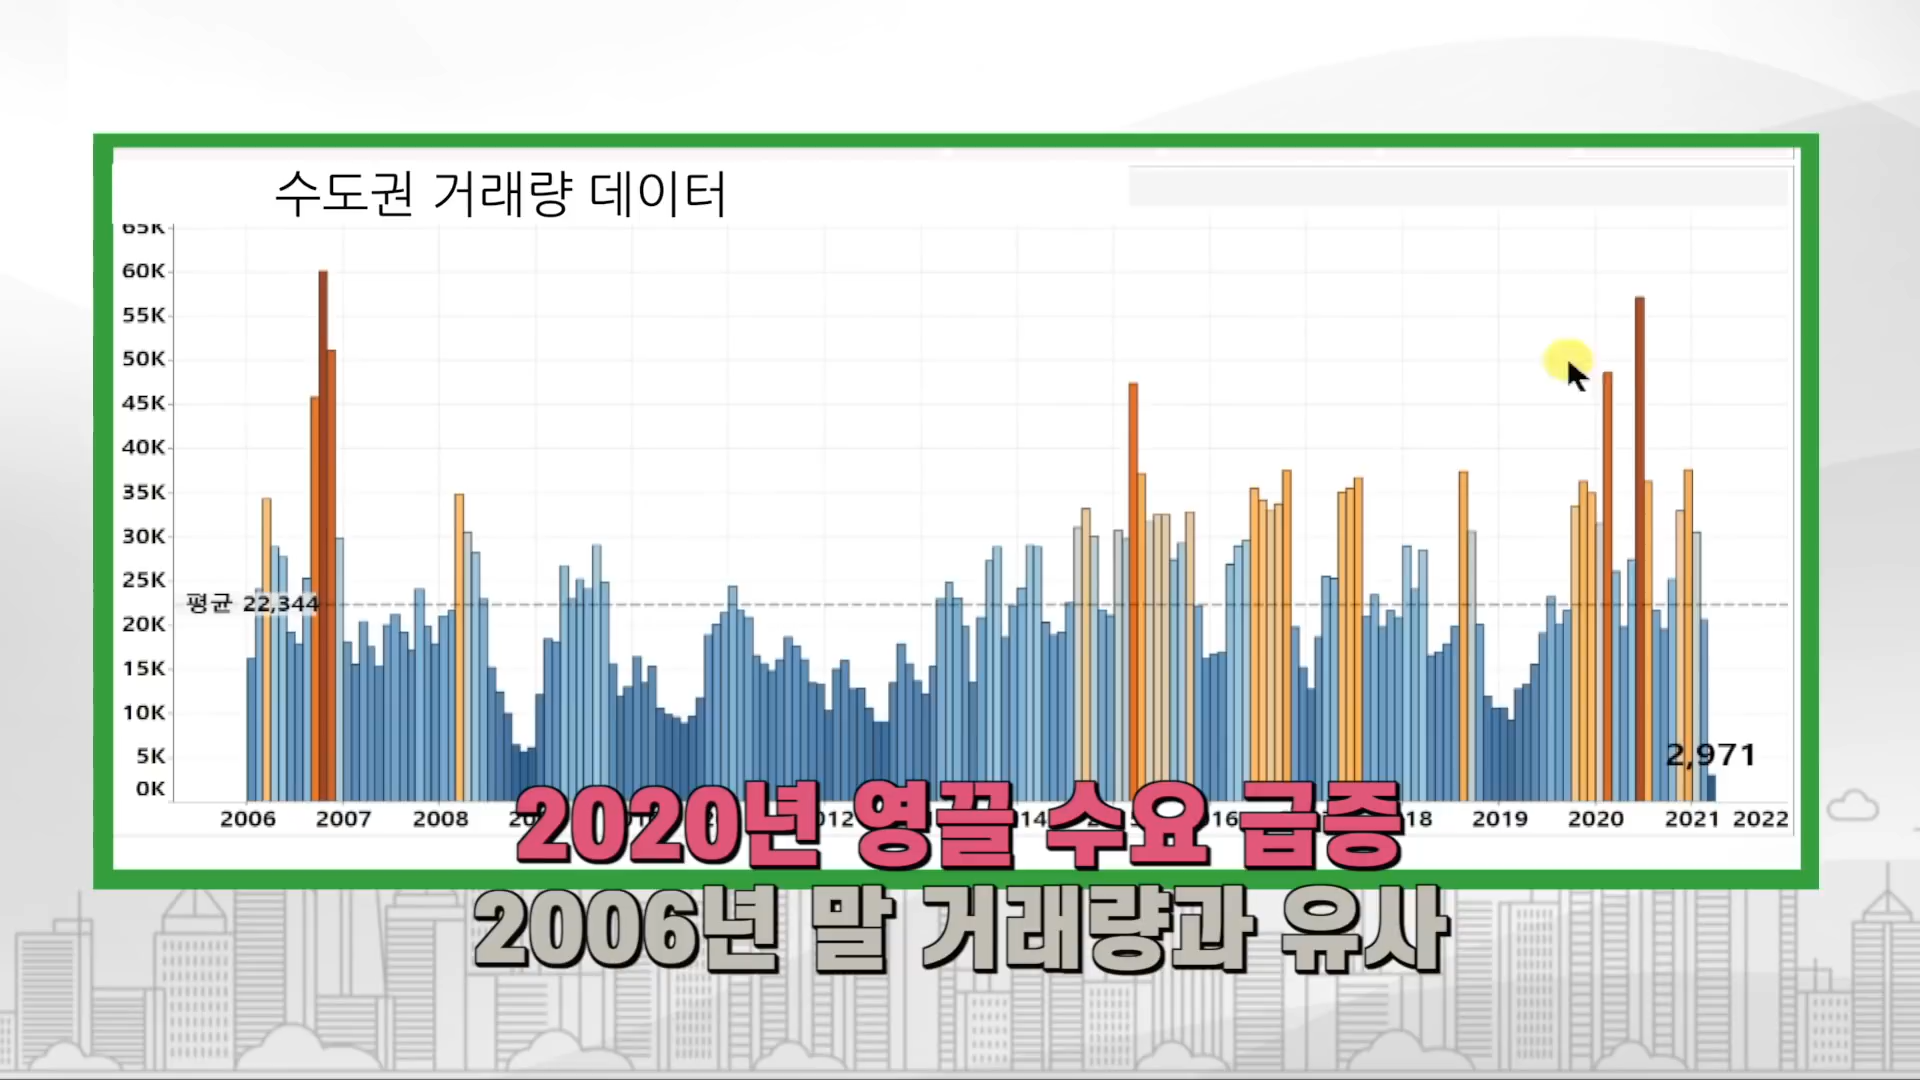 수도권 거래량 데이터
65K
60K
55K
50K
45K
40K
35K
30K
25K
평균 22,344
20K
15K
10K
5K
2,971
0K
2006 2007 2008 2019 2020 2021 2022
2020년 영끌 수요 급증
2006년 말 거래량과 유사